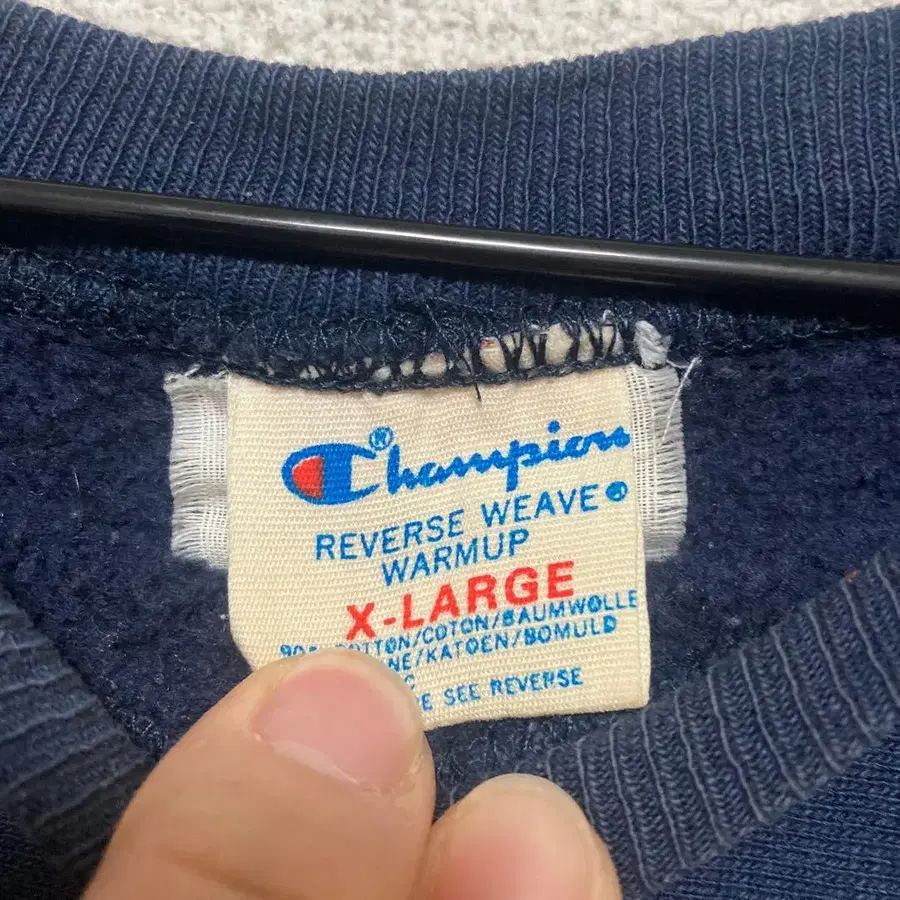 Champion®
REVERSE WEAVE®
WARMUP
X-LARGE
COTTON/COTON/BAUMWOLLE
/KATOEN/BOMULD
SEE REVERSE